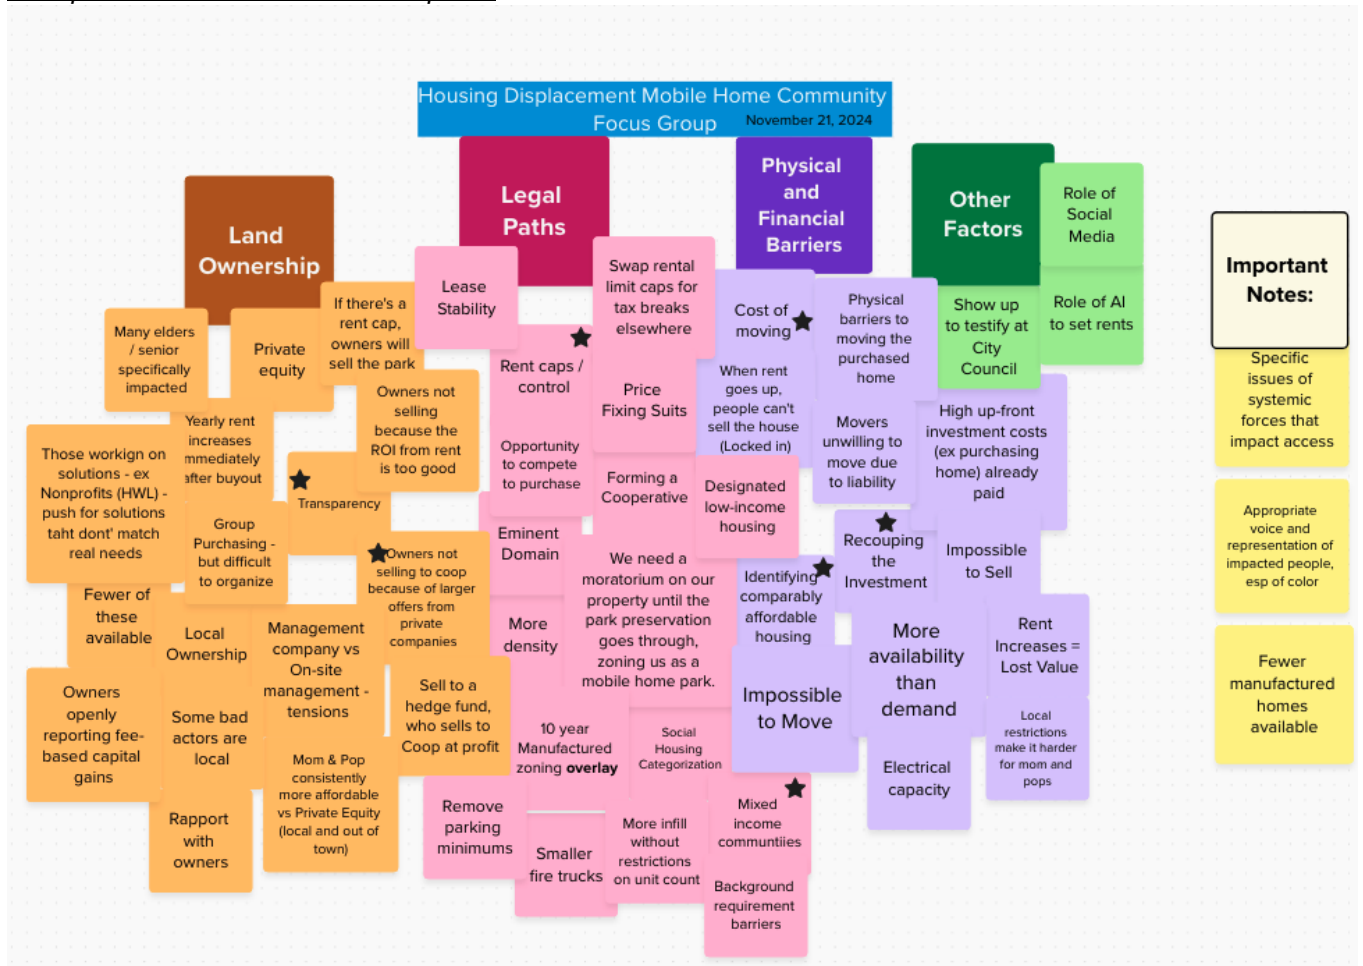 Housing Displacement Mobile Home Community
Focus Group
November 21, 2024
Land
Ownership
Many elders
/ senior
specifically
impacted
Private
equity
If there's a
rent cap,
owners will
sell the park
Yearly rent
increases
mmediately
after buyout
Owners not
selling
because the
ROI from rent
is too good
Those workign on
solutions - ex
Nonprofits (HWL) -
push for solutions
taht dont' match
real needs
Transparency
Group
Purchasing -
but difficult
to organize
Owners not
selling to coop
because of larger
offers from
private
companies
Fewer of
these
available
Local
Ownership
Management
company vs
On-site
management -
tensions
Owners
openly
reporting fee-
based capital
gains
Some bad
actors are
local
Sell to a
hedge fund,
who sells to
Coop at profit
Mom & Pop
consistently
more affordable
vs Private Equity
(local and out of
town)
Rapport
with
owners
Legal
Paths
Lease
Stability
Swap rental
limit caps for
tax breaks
elsewhere
Rent caps /
control
Price
Fixing Suits
Opportunity
to compete
to purchase
Forming a
Cooperative
Designated
low-income
housing
Eminent
Domain
We need a
moratorium on our
property until the
park preservation
goes through,
zoning us as a
mobile home park.
More
density
10 year
Manufactured
zoning overlay
Social
Housing
Categorization
Remove
parking
minimums
Smaller
fire trucks
More infill
without
restrictions
on unit count
Mixed
income
communtiies
Background
requirement
barriers
Physical
and
Financial
Barriers
Cost of
moving
Physical
barriers to
moving the
purchased
home
When rent
goes up,
people can't
sell the house
(Locked in)
Movers
unwilling to
move due
to liability
High up-front
investment costs
(ex purchasing
home) already
paid
Recouping
the
Investment
Impossible
to Sell
Identifying
comparably
affordable
housing
More
availability
than
demand
Rent
Increases =
Lost Value
Impossible
to Move
Local
restrictions
make it harder
for mom and
pops
Electrical
capacity
Other
Factors
Role of
Social
Media
Show up
to testify at
City
Council
Role of AI
to set rents
Important
Notes:
Specific
issues of
systemic
forces that
impact access
Appropriate
voice and
representation of
impacted people,
esp of color
Fewer
manufactured
homes
available